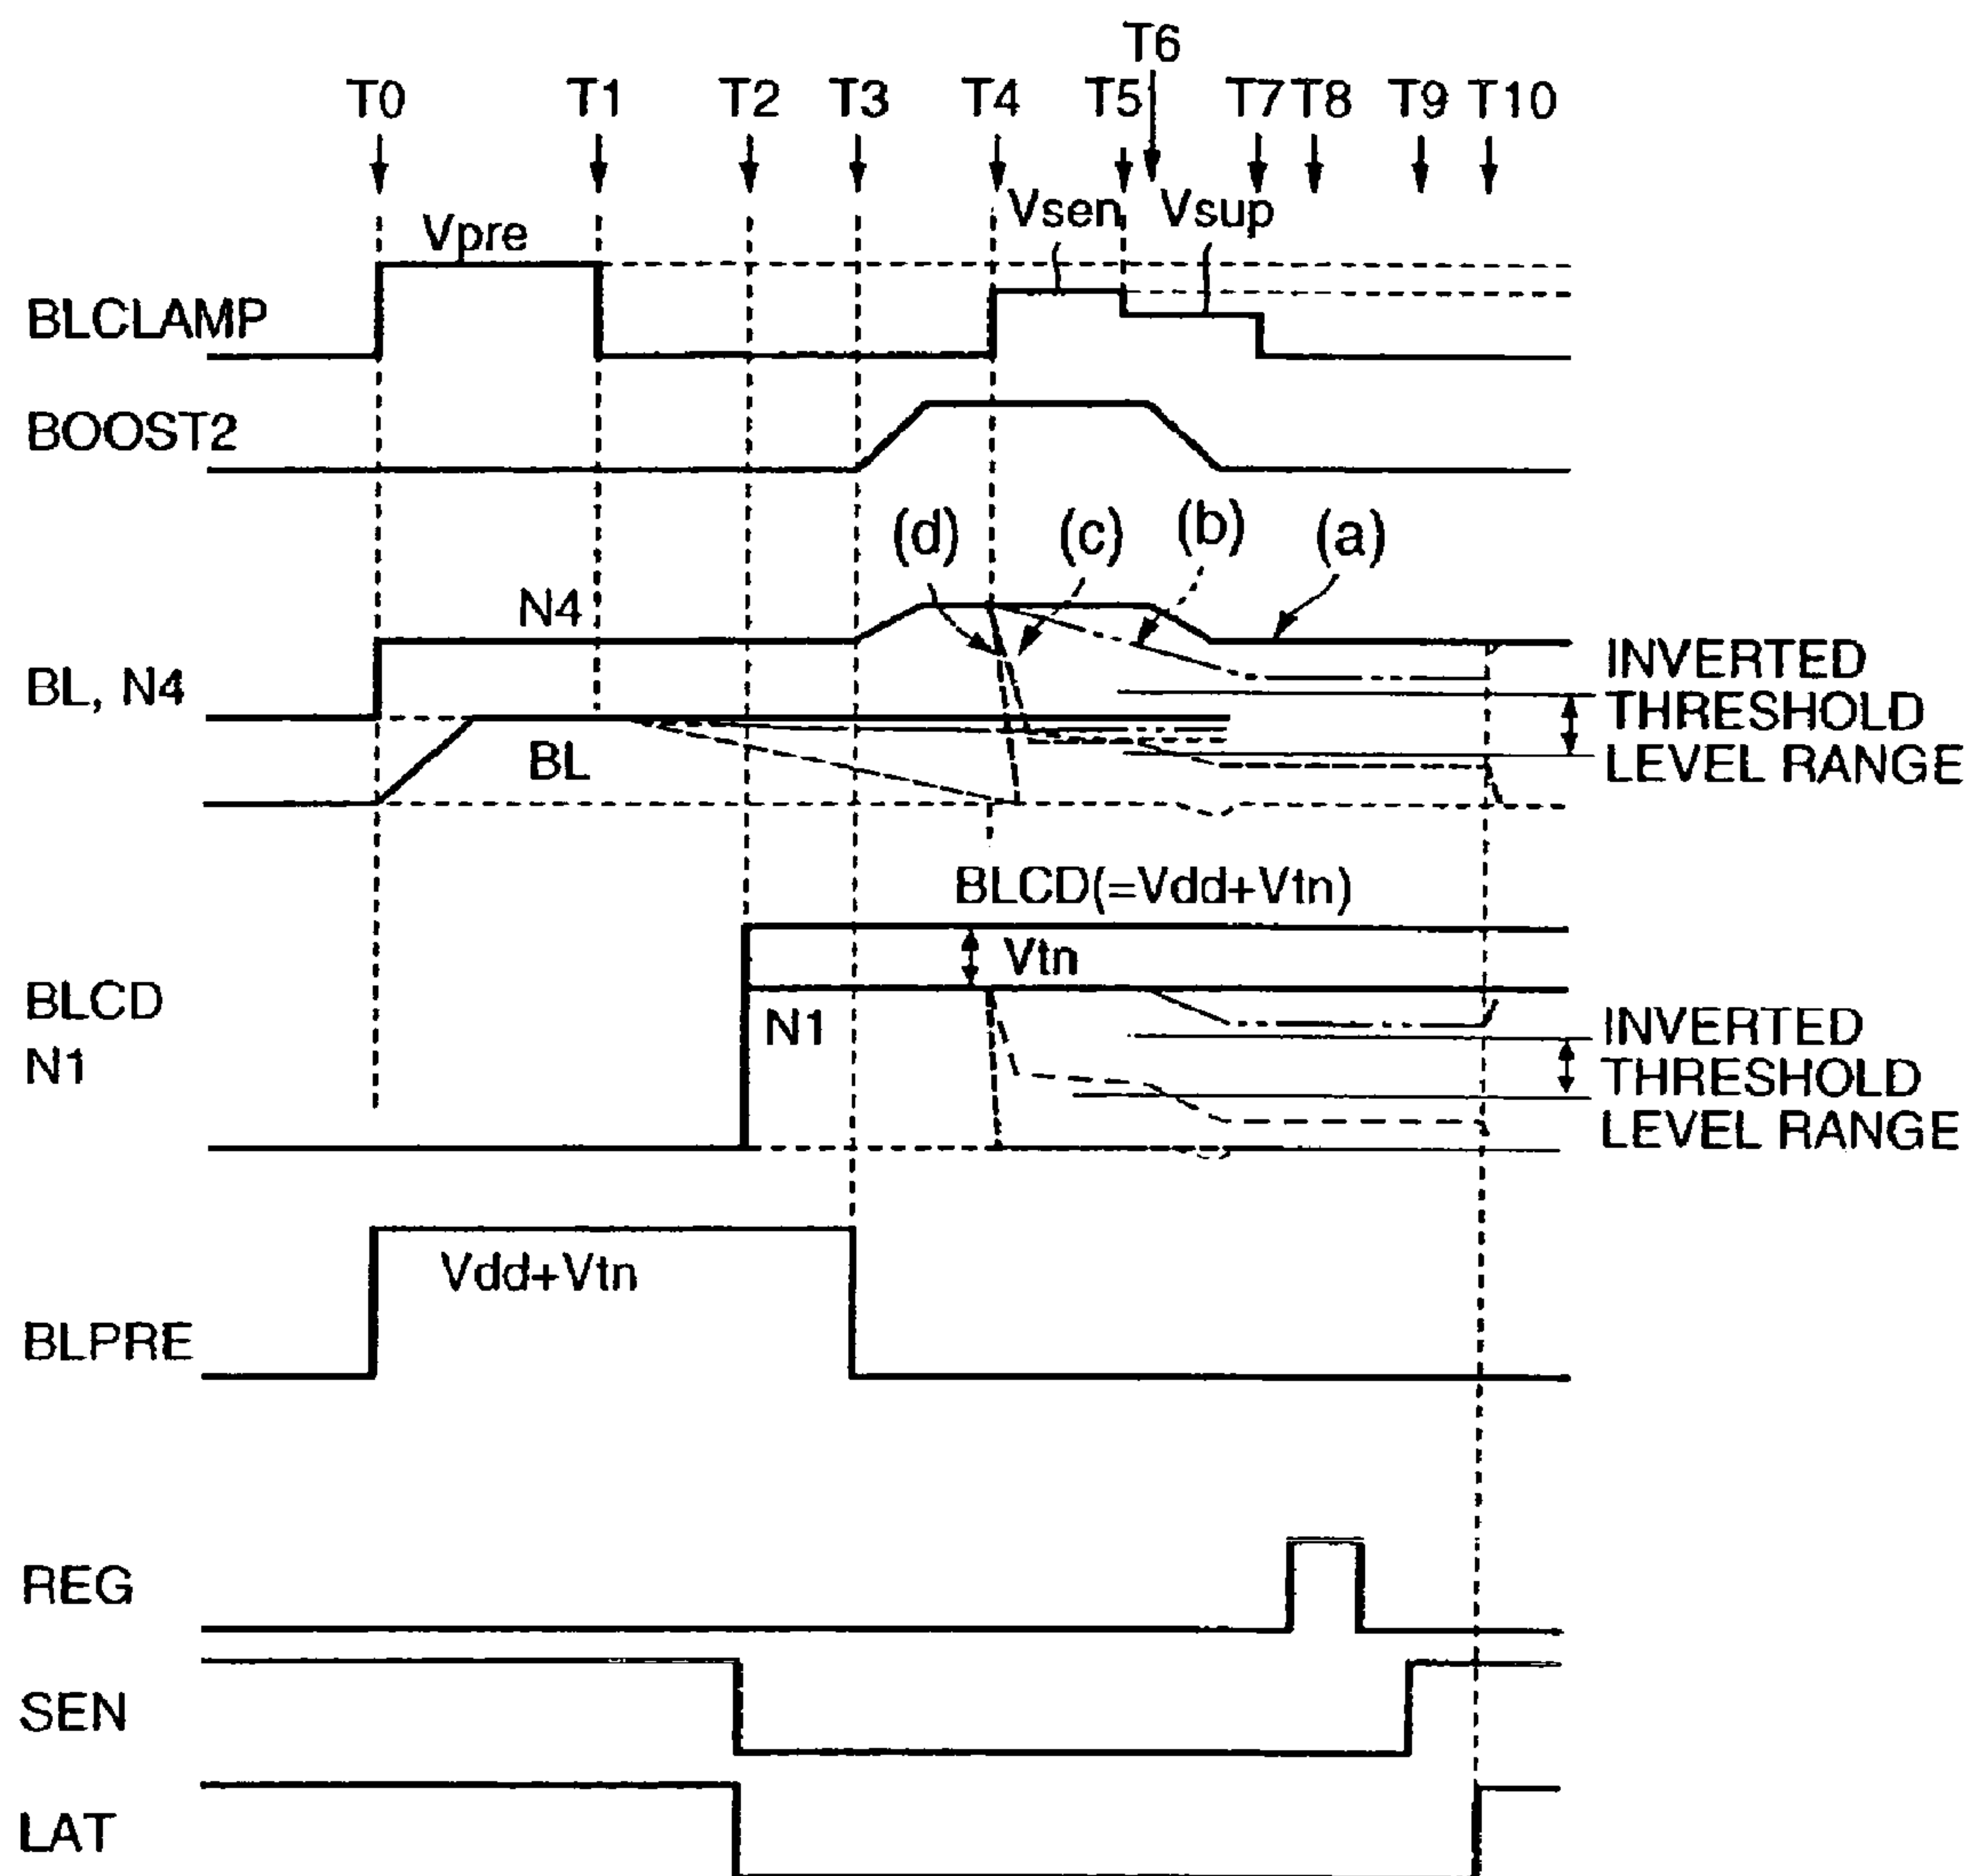 T6
T0 T1 T2 T3 T4 T5 T7 T8 T9 T10
Vpre Vsen Vsup
BLCLAMP
BOOST2
(d) (c) (b) (a)
N4
BL, N4
BL
INVERTED
THRESHOLD
LEVEL RANGE
BLCD(=Vdd+Vtn)
Vtn
BLCD
N1
N1
INVERTED
THRESHOLD
LEVEL RANGE
Vdd+Vtn
BLPRE
REG
SEN
LAT